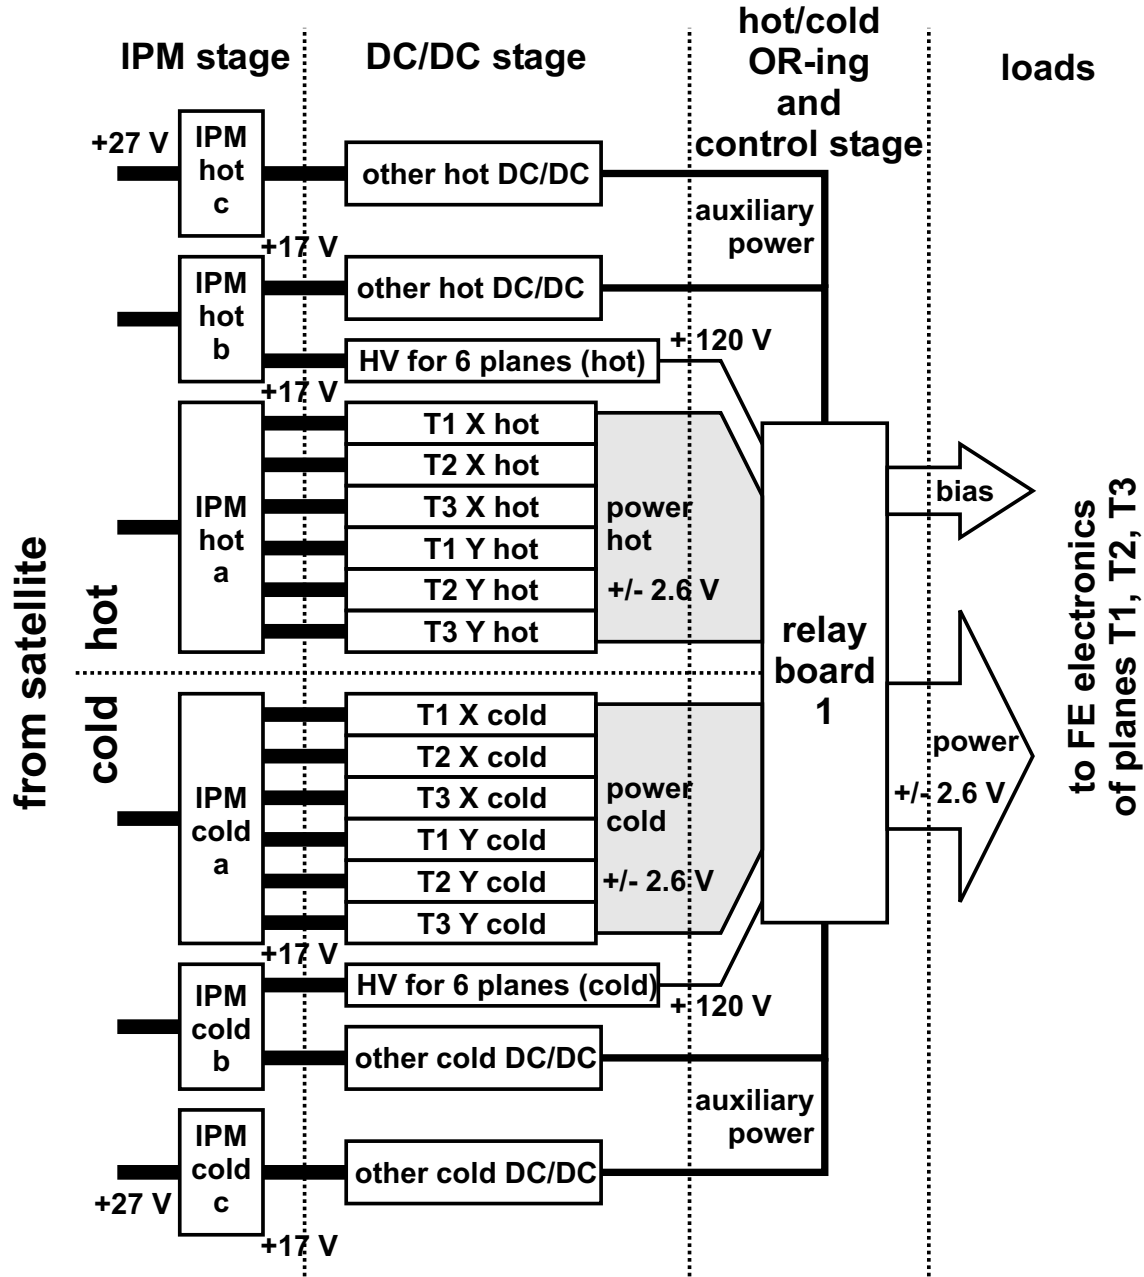 IPM stage
DC/DC stage
hot/cold
OR-ing
and
control stage
loads
+27 V
IPM
hot
c
other hot DC/DC
auxiliary
power
+17 V
IPM
hot
b
other hot DC/DC
HV for 6 planes (hot)
+ 120 V
+17 V
IPM
hot
a
T1 X hot
T2 X hot
T3 X hot
T1 Y hot
T2 Y hot
T3 Y hot
power
hot
+/- 2.6 V
from satellite
hot
cold
relay
board
1
bias
power
+/- 2.6 V
to FE electronics
of planes T1, T2, T3
IPM
cold
a
T1 X cold
T2 X cold
T3 X cold
T1 Y cold
T2 Y cold
T3 Y cold
power
cold
+/- 2.6 V
+17 V
IPM
cold
b
HV for 6 planes (cold)
+ 120 V
other cold DC/DC
auxiliary
power
IPM
cold
c
other cold DC/DC
+27 V
+17 V